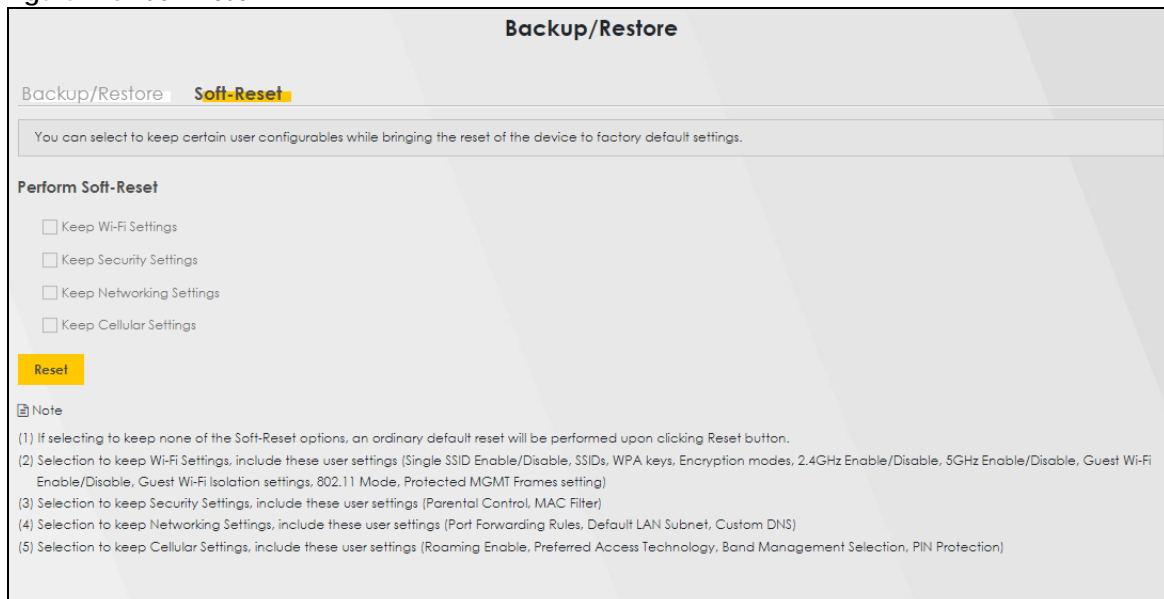 Backup/Restore
Backup/Restore Soft-Reset
You can select to keep certain user configurables while bringing the reset of the device to factory default settings.
Perform Soft-Reset
Keep Wi-Fi Settings
Keep Security Settings
Keep Networking Settings
Keep Cellular Settings
Reset
Note
(1) If selecting to keep none of the Soft-Reset options, an ordinary default reset will be performed upon clicking Reset button.
(2) Selection to keep Wi-Fi Settings, include these user settings (Single SSID Enable/Disable, SSIDs, WPA keys, Encryption modes, 2.4GHz Enable/Disable, 5GHz Enable/Disable, Guest Wi-Fi
Enable/Disable, Guest Wi-Fi Isolation settings, 802.11 Mode, Protected MGMT Frames setting)
(3) Selection to keep Security Settings, include these user settings (Parental Control, MAC Filter)
(4) Selection to keep Networking Settings, include these user settings (Port Forwarding Rules, Default LAN Subnet, Custom DNS)
(5) Selection to keep Cellular Settings, include these user settings (Roaming Enable, Preferred Access Technology, Band Management Selection, PIN Protection)